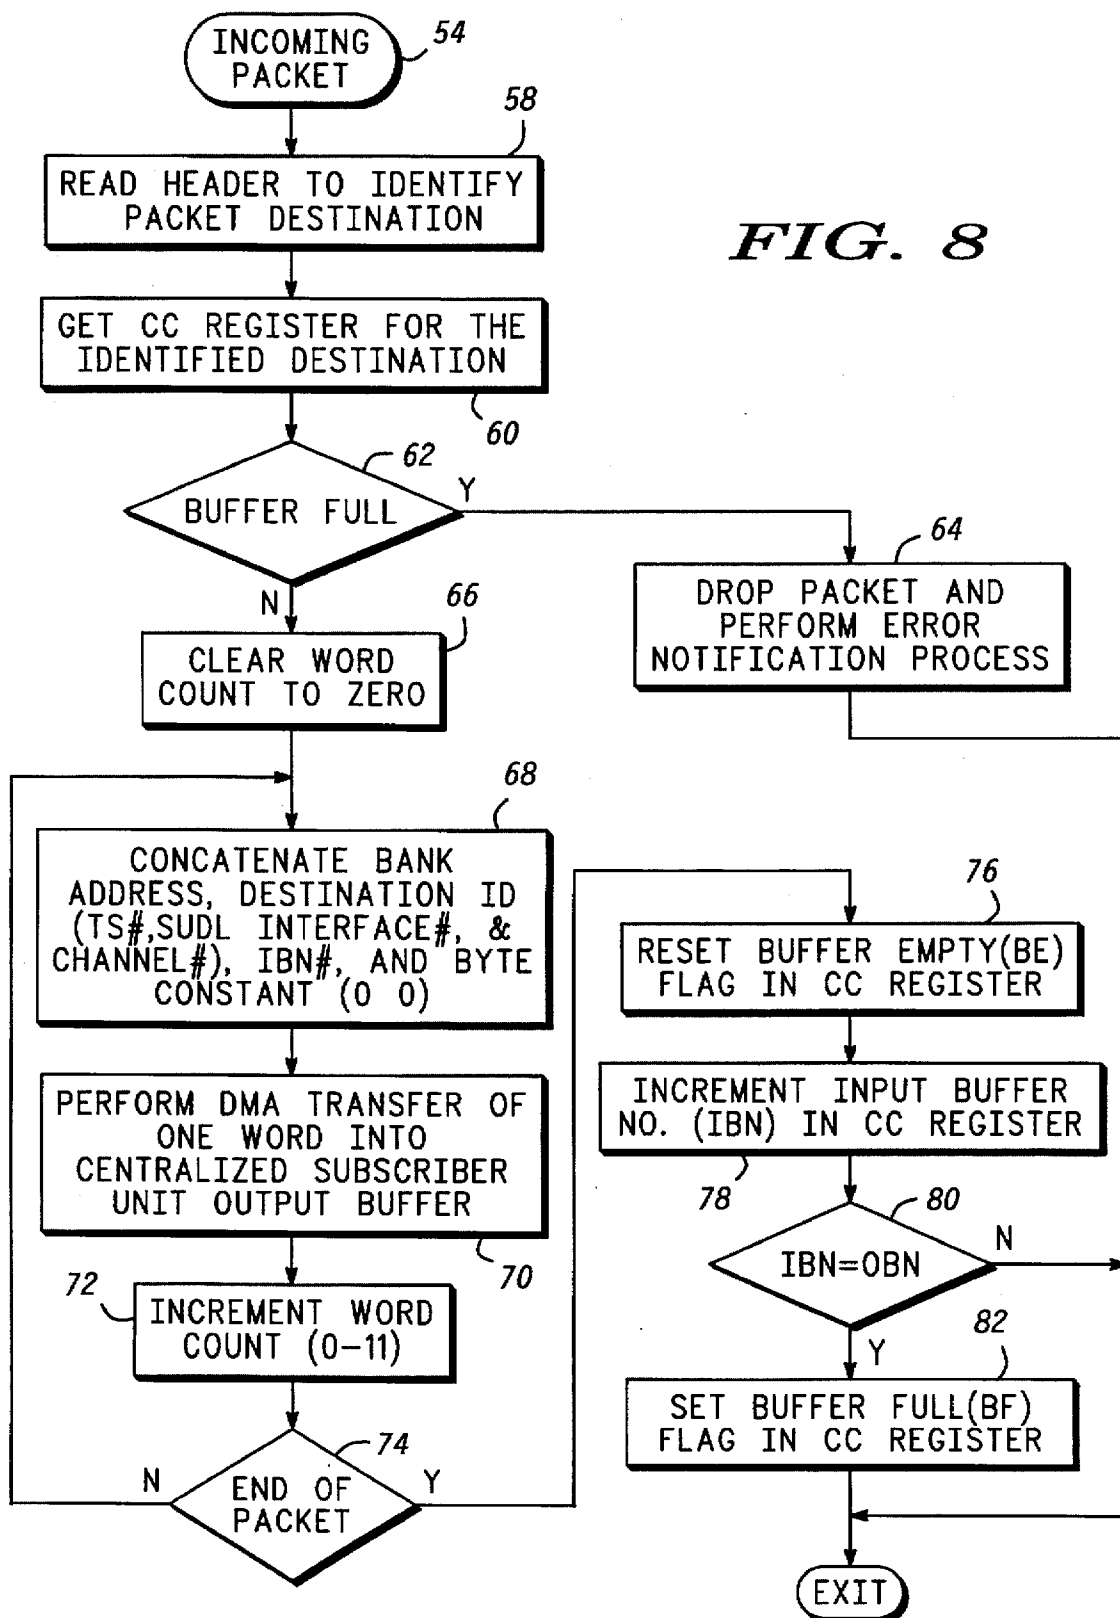 INCOMING
PACKET
54
58
READ HEADER TO IDENTIFY
PACKET DESTINATION
FIG. 8
GET CC REGISTER FOR THE
IDENTIFIED DESTINATION
60
62
BUFFER FULL
Y
N
64
DROP PACKET AND
PERFORM ERROR
NOTIFICATION PROCESS
66
CLEAR WORD
COUNT TO ZERO
68
CONCATENATE BANK
ADDRESS, DESTINATION ID
(TS#,SUDL INTERFACE#, &
CHANNEL#), IBN#, AND BYTE
CONSTANT (0 0)
PERFORM DMA TRANSFER OF
ONE WORD INTO
CENTRALIZED SUBSCRIBER
UNIT OUTPUT BUFFER
70
72
INCREMENT WORD
COUNT (0-11)
74
END OF
PACKET
N
Y
76
RESET BUFFER EMPTY(BE)
FLAG IN CC REGISTER
INCREMENT INPUT BUFFER
NO. (IBN) IN CC REGISTER
78
80
IBN=OBN
N
Y
82
SET BUFFER FULL(BF)
FLAG IN CC REGISTER
EXIT